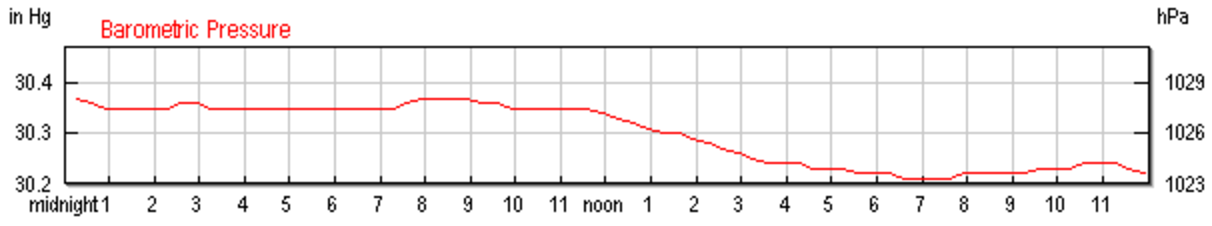 in Hg hPa
Barometric Pressure
30.4 1029
30.3 1026
30.2 1023
midnight 1 2 3 4 5 6 7 8 9 10 11 noon 1 2 3 4 5 6 7 8 9 10 11